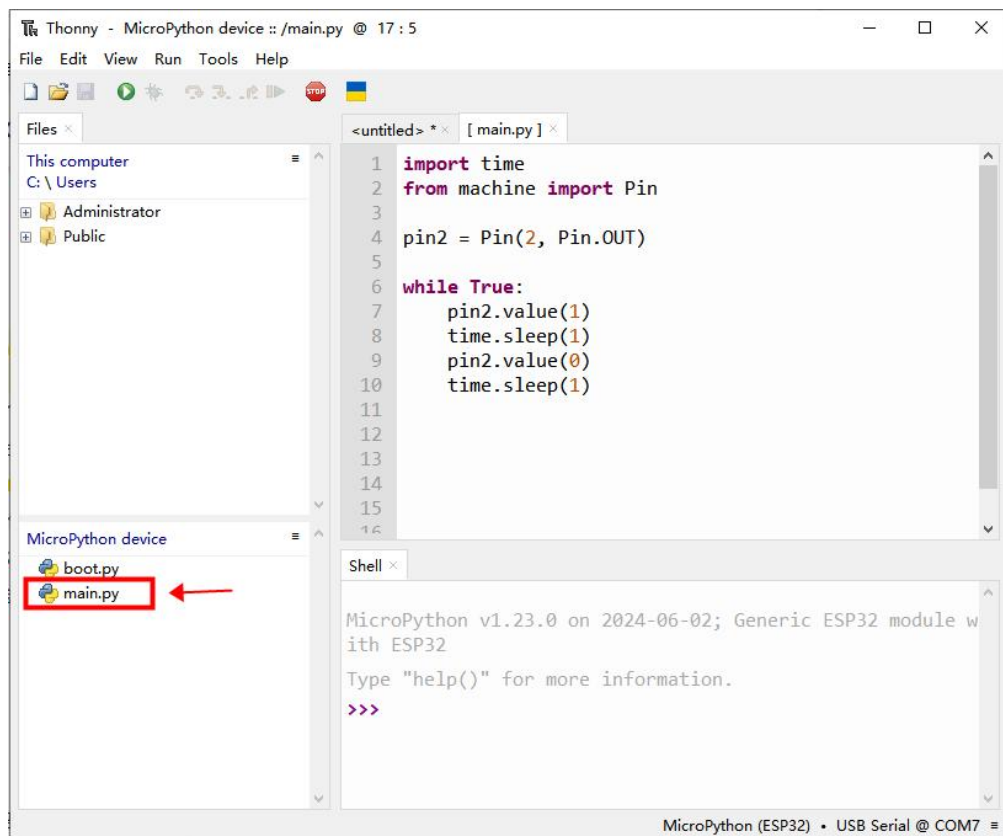 Thonny - MicroPython device :: /main.py @ 17 : 5
File Edit View Run Tools Help
STOP
Files
This computer
C: \ Users
Administrator
Public
MicroPython device
boot.py
main.py
<untitled> *
[ main.py ]
1 import time
2 from machine import Pin
3
4 pin2 = Pin(2, Pin.OUT)
5
6 while True:
7     pin2.value(1)
8     time.sleep(1)
9     pin2.value(0)
10     time.sleep(1)
11
12
13
14
15
16
Shell
MicroPython v1.23.0 on 2024-06-02; Generic ESP32 module w
ith ESP32
Type "help()" for more information.
>>>
MicroPython (ESP32) • USB Serial @ COM7